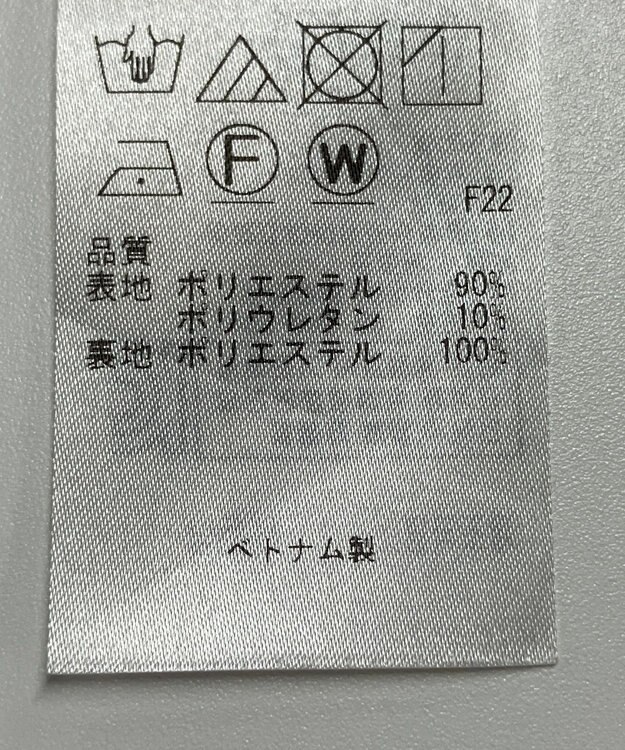 F W
F22
品質
表地 ポリエステル 90%
ポリウレタン 10%
裏地 ポリエステル 100%
ベトナム製